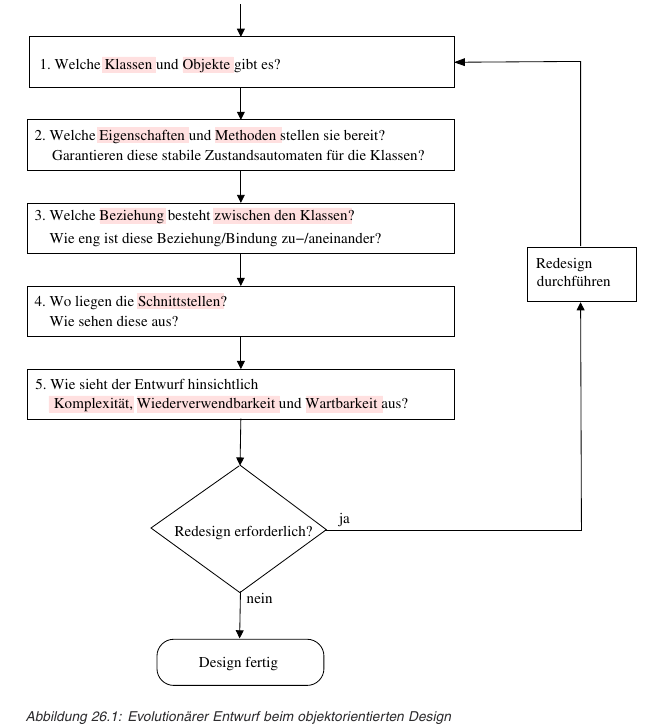 1. Welche Klassen und Objekte gibt es?
2. Welche Eigenschaften und Methoden stellen sie bereit?
Garantieren diese stabile Zustandsautomaten für die Klassen?
3. Welche Beziehung besteht zwischen den Klassen?
Wie eng ist diese Beziehung/Bindung zu−/aneinander?
4. Wo liegen die Schnittstellen?
Wie sehen diese aus?
5. Wie sieht der Entwurf hinsichtlich
Komplexität, Wiederverwendbarkeit und Wartbarkeit aus?
Redesign
durchführen
Redesign erforderlich?
ja
nein
Design fertig
Abbildung 26.1: Evolutionärer Entwurf beim objektorientierten Design